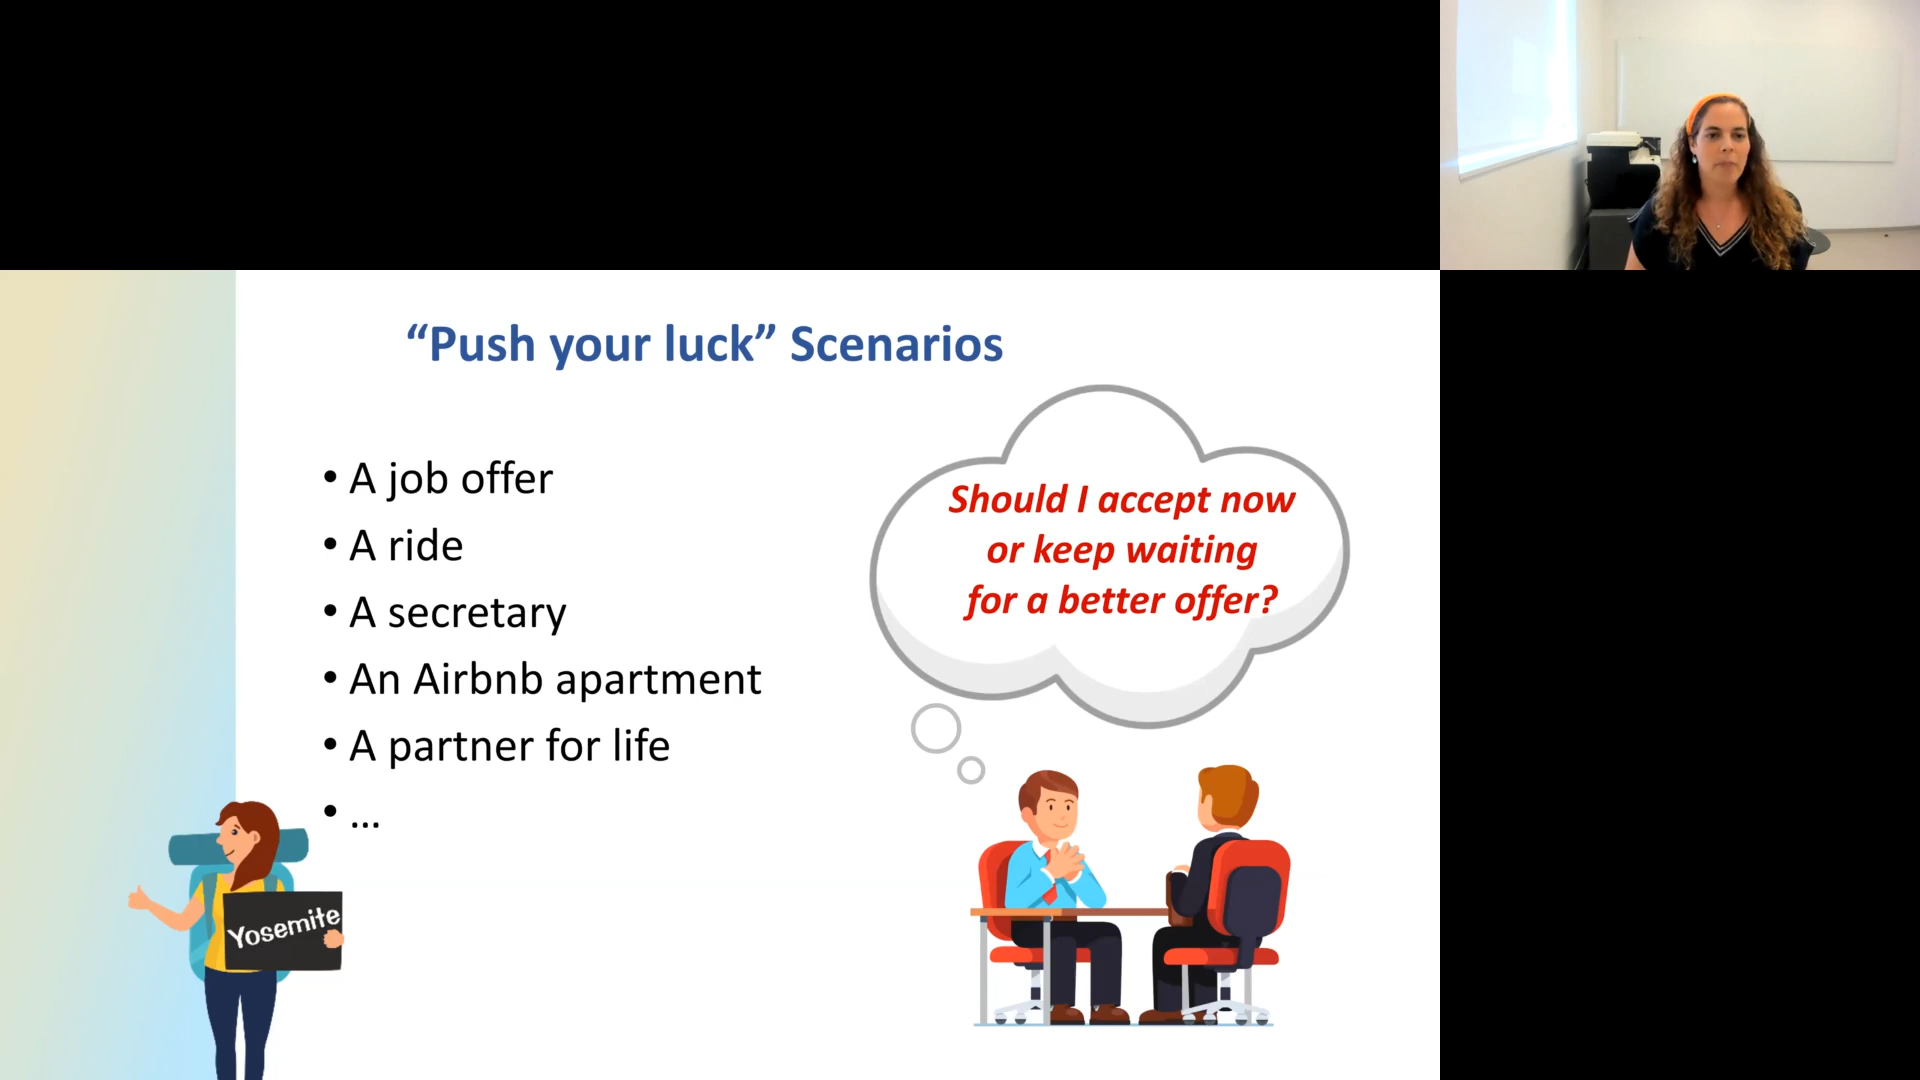 “Push your luck” Scenarios
• A job offer
• A ride
• A secretary
• An Airbnb apartment
• A partner for life
• ...
Should I accept now
or keep waiting
for a better offer?
Yosemite